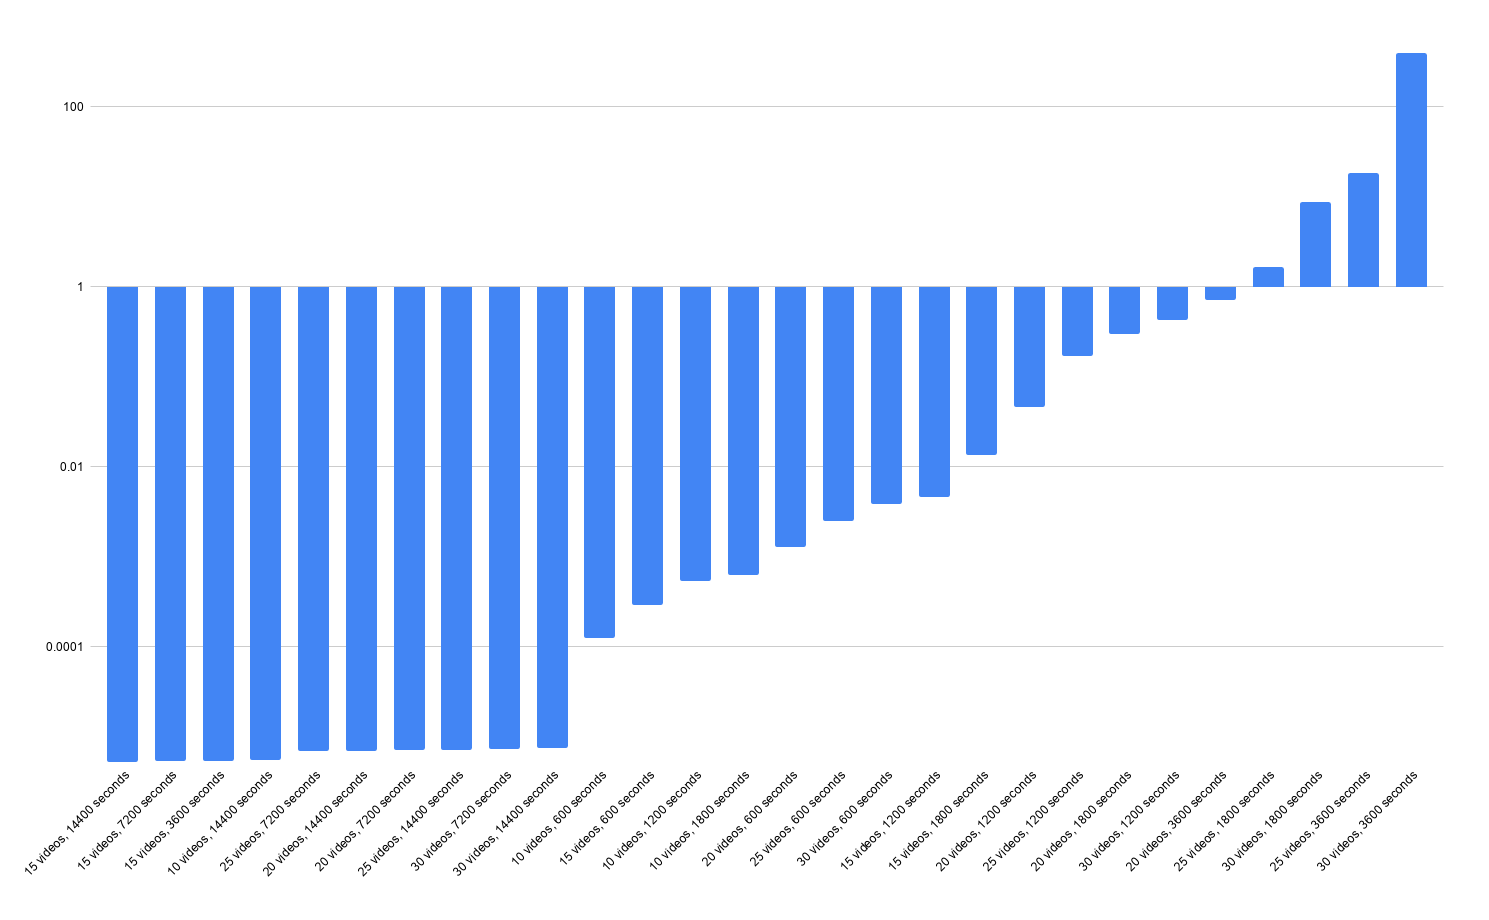 100
1
0.01
0.0001
15 videos, 14400 seconds
15 videos, 7200 seconds
15 videos, 3600 seconds
10 videos, 14400 seconds
25 videos, 7200 seconds
20 videos, 14400 seconds
20 videos, 7200 seconds
25 videos, 14400 seconds
30 videos, 7200 seconds
30 videos, 14400 seconds
10 videos, 600 seconds
15 videos, 600 seconds
10 videos, 1200 seconds
10 videos, 1800 seconds
20 videos, 600 seconds
25 videos, 600 seconds
30 videos, 600 seconds
15 videos, 1200 seconds
15 videos, 1800 seconds
20 videos, 1200 seconds
25 videos, 1200 seconds
20 videos, 1800 seconds
30 videos, 1200 seconds
20 videos, 3600 seconds
25 videos, 1800 seconds
30 videos, 1800 seconds
25 videos, 3600 seconds
30 videos, 3600 seconds